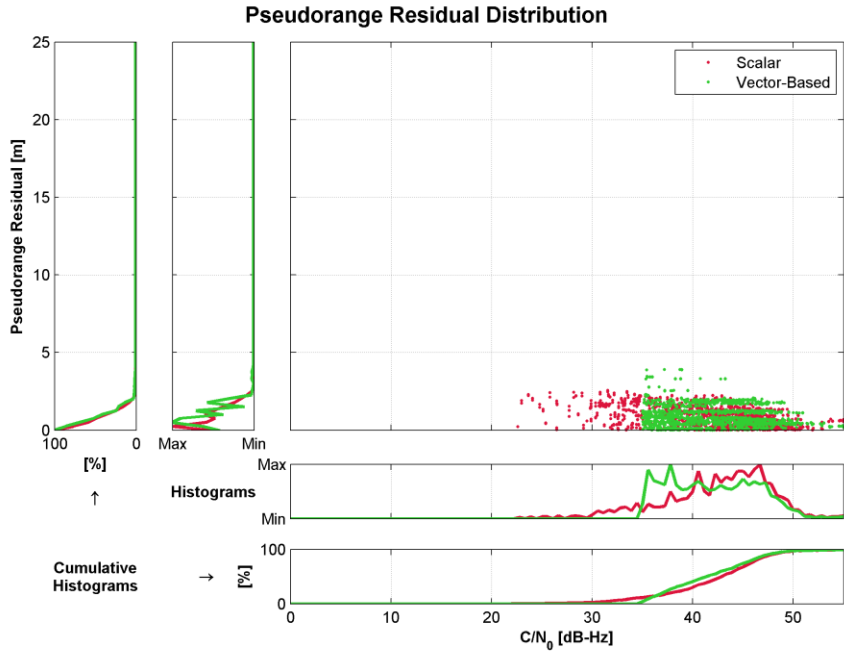 Pseudorange Residual Distribution
Pseudorange Residual [m]
25
20
15
10
5
0
100
0
[%]
↑
Max
Min
Scalar
Vector-Based
Histograms
Max
Min
Cumulative
Histograms
→
[%]
100
0
0
10
20
30
40
50
C/N0 [dB-Hz]